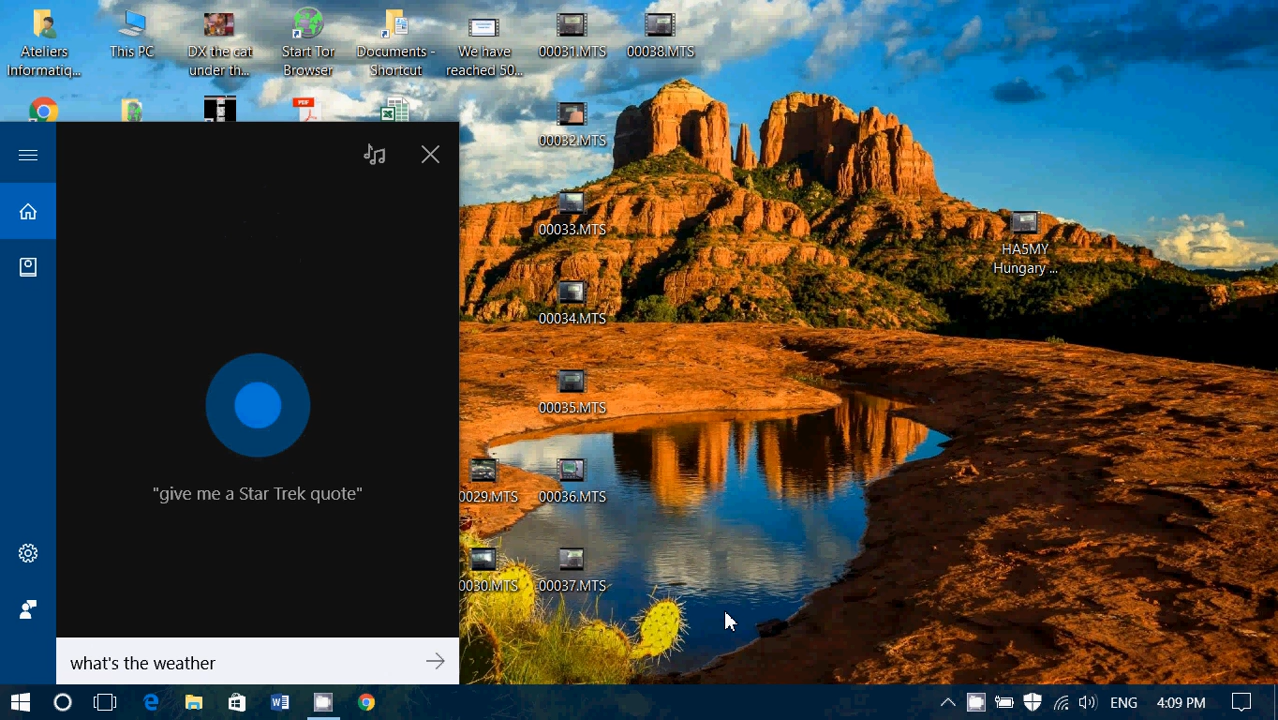 Ateliers
Informatiq...
This PC
DX the cat
under th...
Start Tor
Browser
Documents -
Shortcut
We have
reached 50...
00031.MTS
00038.MTS
PDF
00032.MTS
00033.MTS
HA5MY
Hungary ...
00034.MTS
00035.MTS
0029.MTS
00036.MTS
"give me a Star Trek quote"
0030.MTS
00037.MTS
what's the weather
ENG
4:09 PM